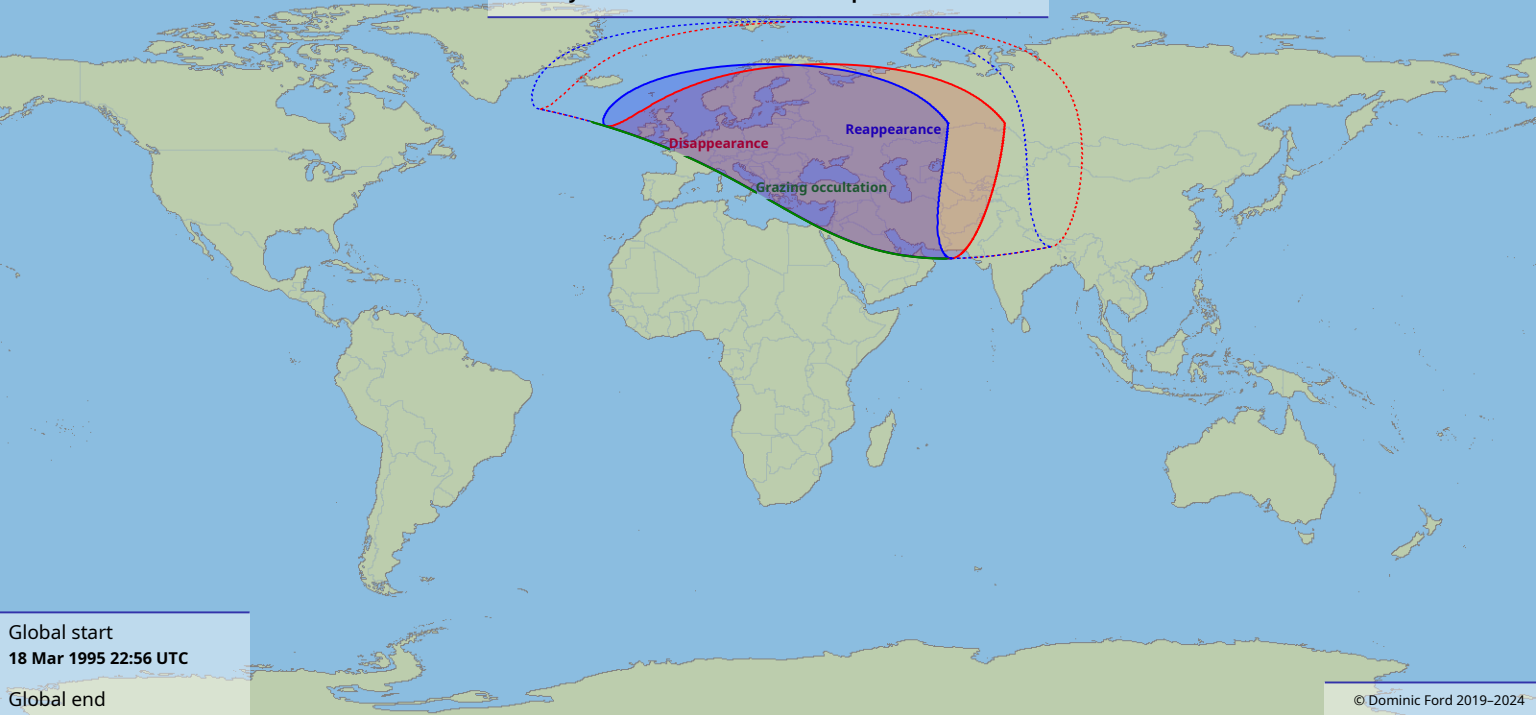 Reappearance
Disappearance
Grazing occultation
Global start
18 Mar 1995 22:56 UTC
Global end
© Dominic Ford 2019–2024